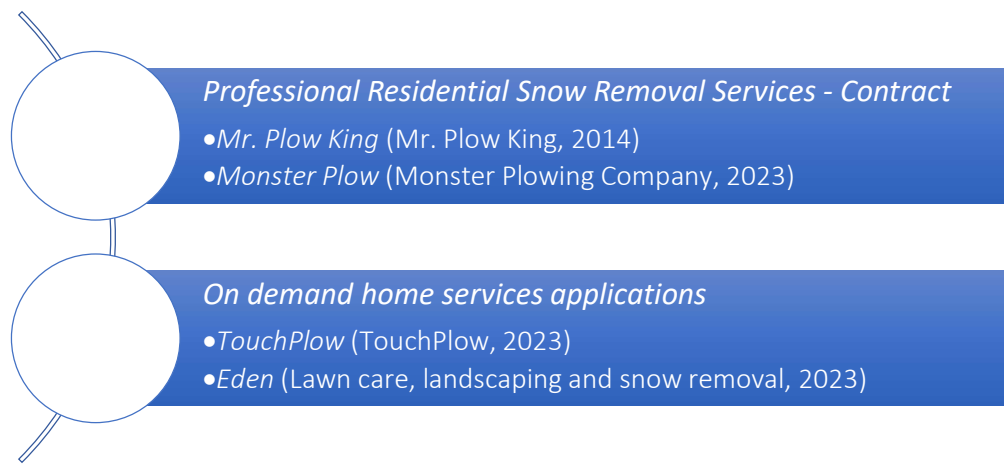 Professional Residential Snow Removal Services - Contract
•Mr. Plow King (Mr. Plow King, 2014)
•Monster Plow (Monster Plowing Company, 2023)
On demand home services applications
•TouchPlow (TouchPlow, 2023)
•Eden (Lawn care, landscaping and snow removal, 2023)